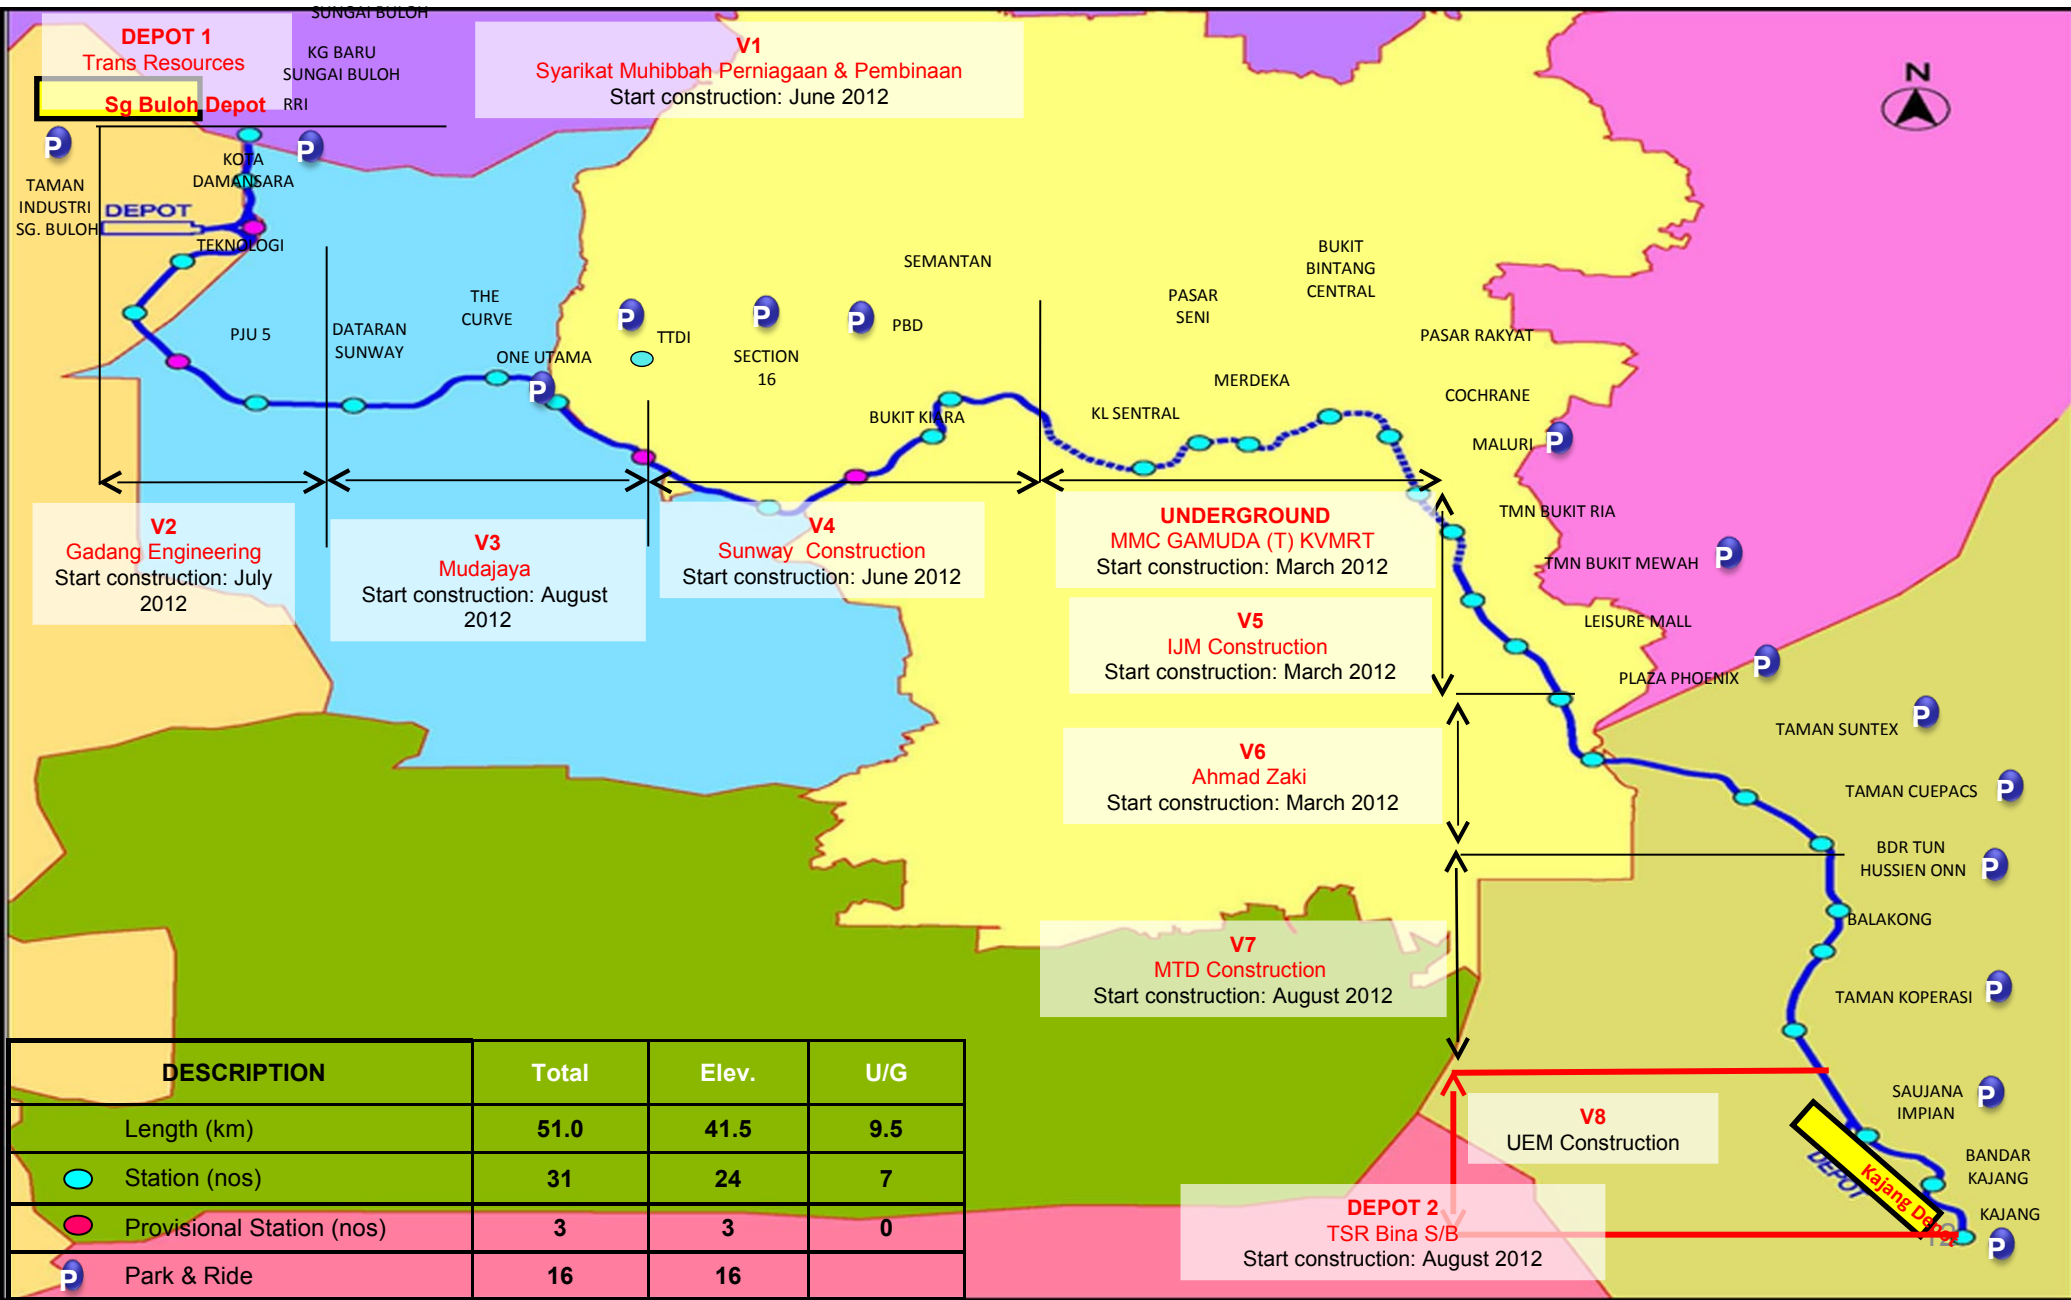 SUNGAI BULOH
DEPOT 1
Trans Resources
Sg Buloh Depot
KG BARU
SUNGAI BULOH
RRI
V1
Syarikat Muhibbah Perniagaan & Pembinaan
Start construction: June 2012
N
P
P
KOTA
DAMANSARA
TAMAN
INDUSTRI
SG. BULOH
DEPOT
TEKNOLOGI
PJU 5
DATARAN
SUNWAY
THE
CURVE
ONE UTAMA
P
P
TTDI
P
SECTION
16
P
PBD
SEMANTAN
BUKIT KIARA
PASAR
SENI
BUKIT
BINTANG
CENTRAL
KL SENTRAL
MERDEKA
PASAR RAKYAT
COCHRANE
MALURI
P
TMN BUKIT RIA
TMN BUKIT MEWAH
P
LEISURE MALL
PLAZA PHOENIX
P
TAMAN SUNTEX
P
TAMAN CUEPACS
P
BDR TUN
HUSSIEN ONN
P
BALAKONG
TAMAN KOPERASI
P
SAUJANA
IMPIAN
P
BANDAR
KAJANG
KAJANG
P
V2
Gadang Engineering
Start construction: July
2012
V3
Mudajaya
Start construction: August
2012
V4
Sunway  Construction
Start construction: June 2012
UNDERGROUND
MMC GAMUDA (T) KVMRT
Start construction: March 2012
V5
IJM Construction
Start construction: March 2012
V6
Ahmad Zaki
Start construction: March 2012
V7
MTD Construction
Start construction: August 2012
V8
UEM Construction
DEPOT
Kajang Depot
12
DEPOT 2
TSR Bina S/B
Start construction: August 2012
DESCRIPTION Total Elev. U/G
Length (km) 51.0 41.5 9.5
Station (nos) 31 24 7
Provisional Station (nos) 3 3 0
P Park & Ride 16 16